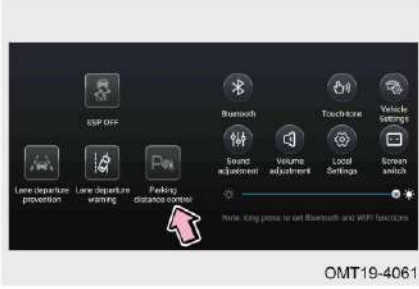 ESP OFF
Bluetooth
Touch-tone
Vehicle
Settings
Lane departure
prevention
Lane departure
warning
P
Parking
distance control
Sound
adjustment
Volume
adjustment
Local
Settings
Screen
switch
Note: long press to set Bluetooth and WIFI functions
OMT19-4061